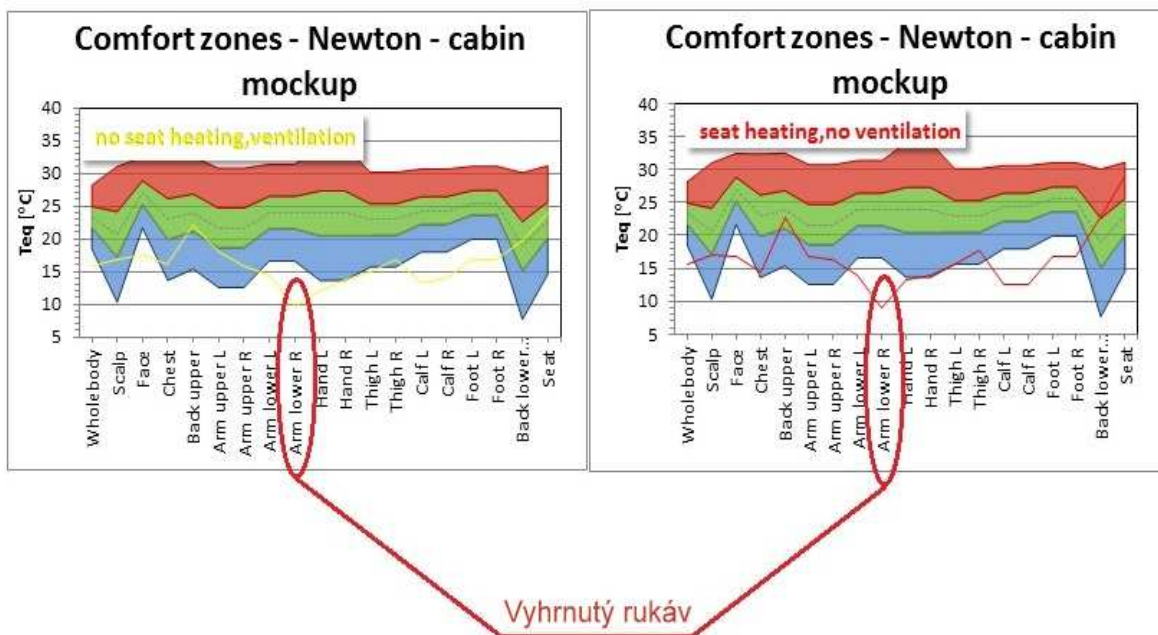 Comfort zones - Newton - cabin
mockup
no seat heating,ventilation
Teq [°C]
40
35
30
25
20
15
10
5
Whole body
Scalp
Face
Chest
Back upper
Arm upper L
Arm upper R
Arm lower L
Arm lower R
Hand L
Hand R
Thigh L
Thigh R
Calf L
Calf R
Foot L
Foot R
Back lower...
Seat
Comfort zones - Newton - cabin
mockup
seat heating,no ventilation
Teq [°C]
40
35
30
25
20
15
10
5
Whole body
Scalp
Face
Chest
Back upper
Arm upper L
Arm upper R
Arm lower L
Arm lower R
Hand L
Hand R
Thigh L
Thigh R
Calf L
Calf R
Foot L
Foot R
Back lower...
Seat
Vyhrnutý rukáv